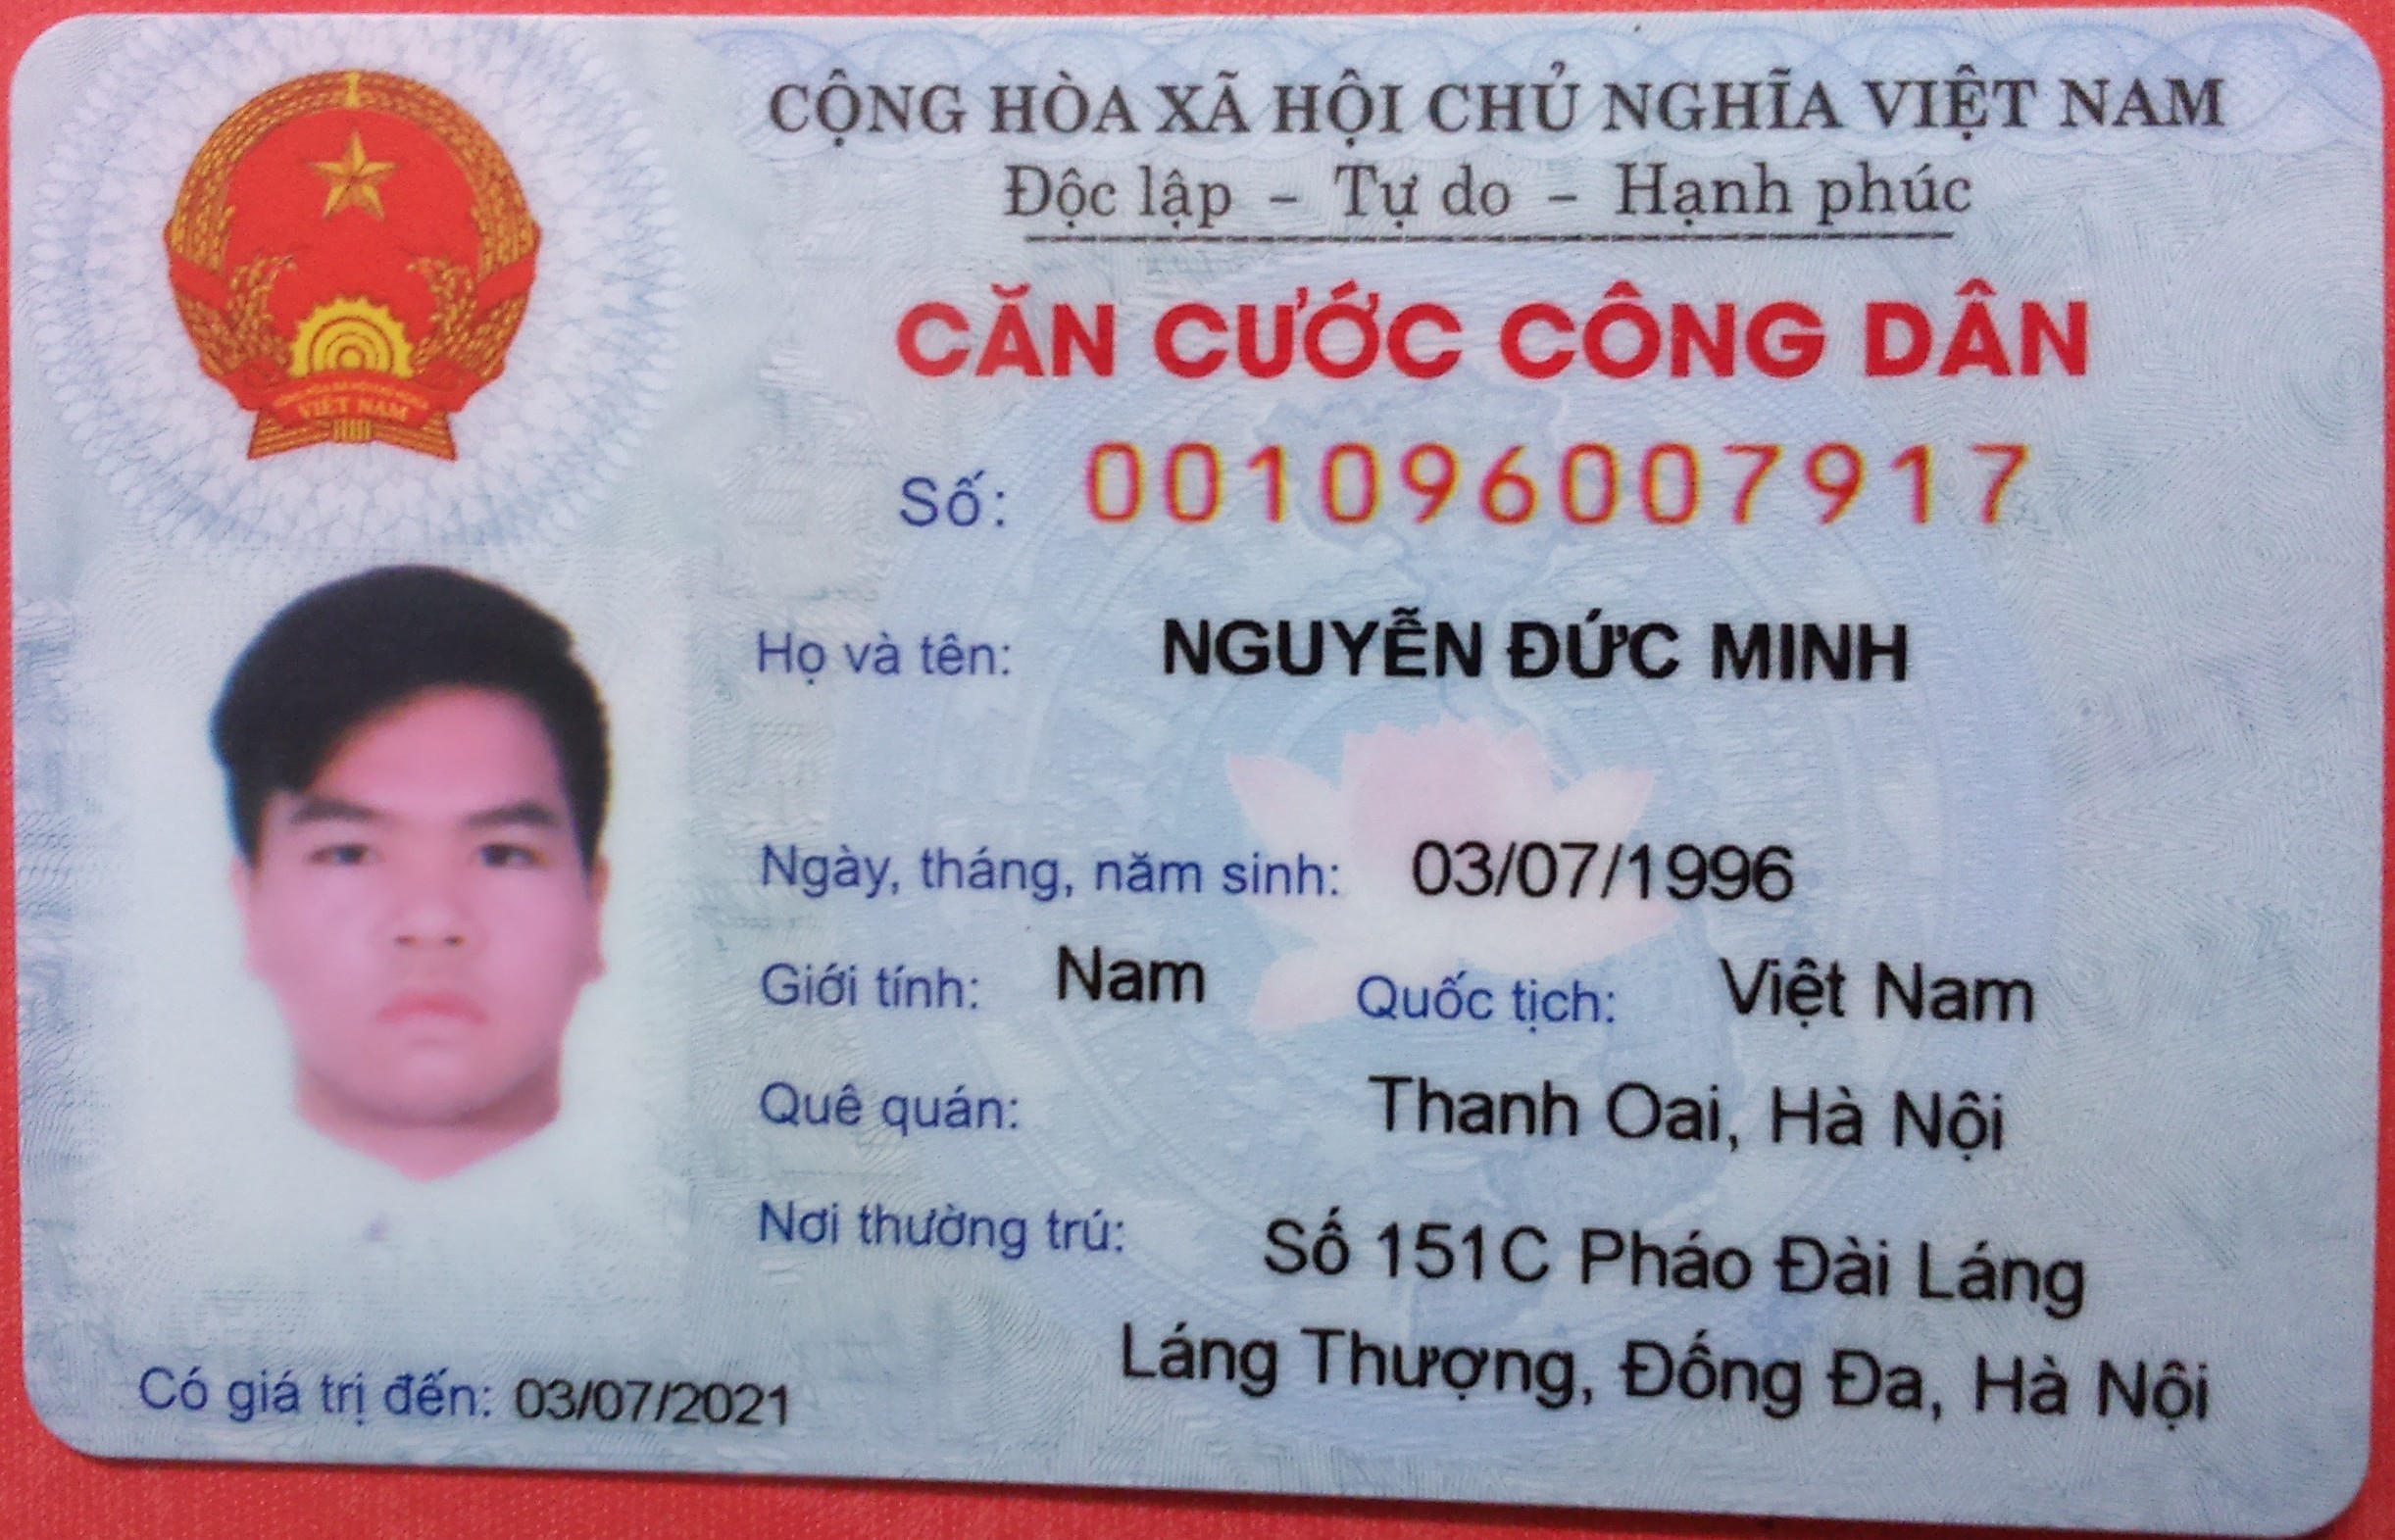 CỘNG HÒA XÃ HỘI CHỦ NGHĨA VIỆT NAM
Độc lập - Tự do - Hạnh phúc
CĂN CƯỚC CÔNG DÂN
Số: 001096007917
Họ và tên: NGUYỄN ĐỨC MINH
Ngày, tháng, năm sinh: 03/07/1996
Giới tính: Nam Quốc tịch: Việt Nam
Quê quán: Thanh Oai, Hà Nội
Nơi thường trú: Số 151C Pháo Đài Láng
Láng Thượng, Đống Đa, Hà Nội
Có giá trị đến: 03/07/2021
VIỆT NAM